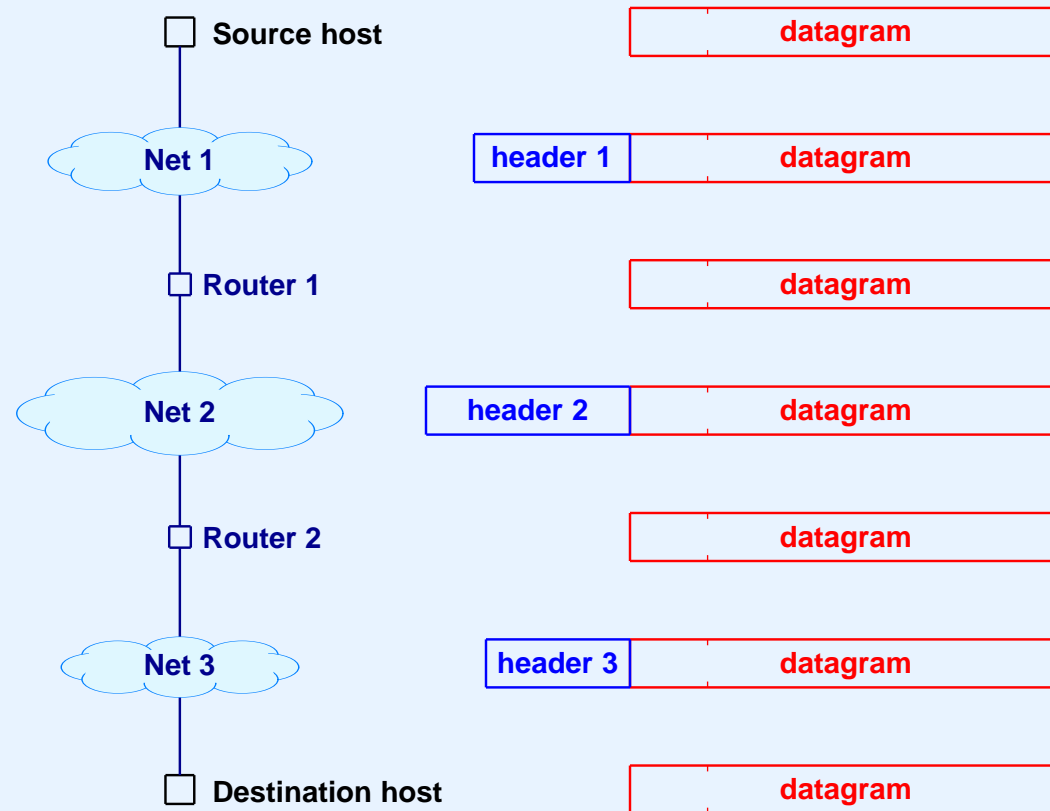 Source host datagram
Net 1 header 1 datagram
Router 1 datagram
Net 2 header 2 datagram
Router 2 datagram
Net 3 header 3 datagram
Destination host datagram